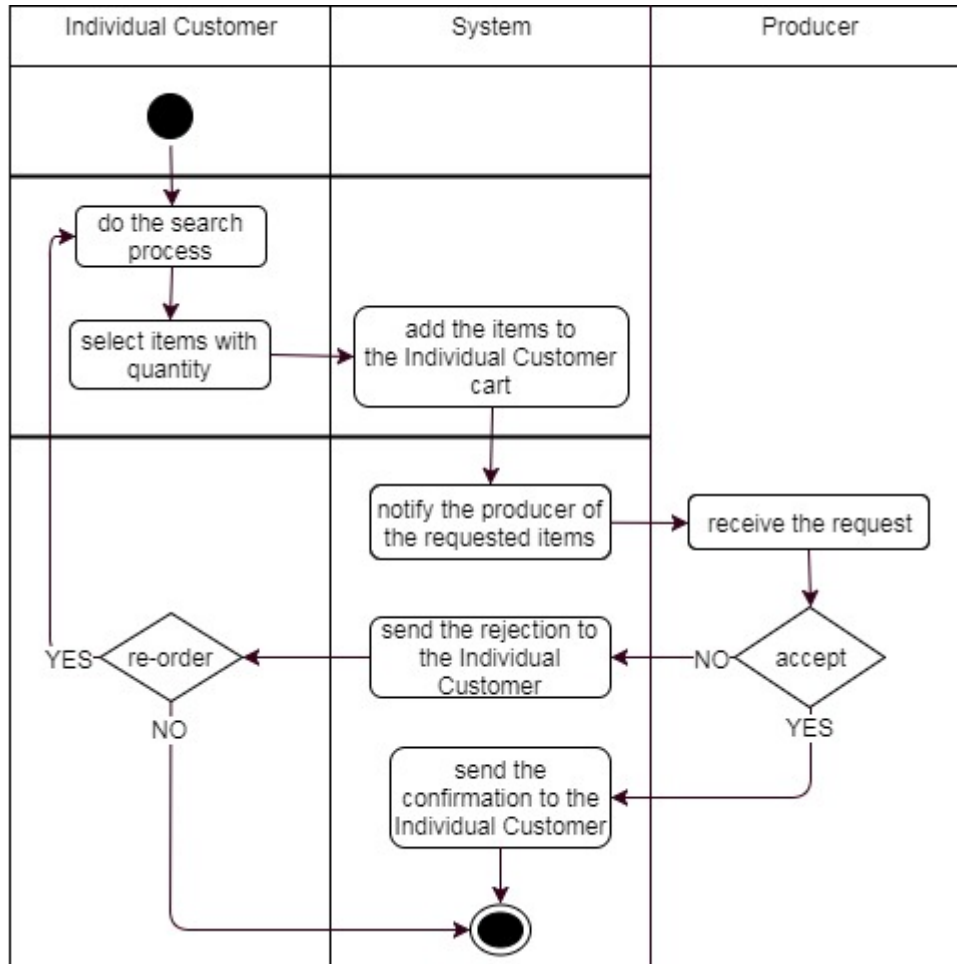 Individual Customer
System
Producer
do the search
process
select items with
quantity
add the items to
the Individual Customer
cart
notify the producer of
the requested items
receive the request
YES
re-order
send the rejection to
the Individual
Customer
NO
accept
NO
YES
send the
confirmation to the
Individual Customer